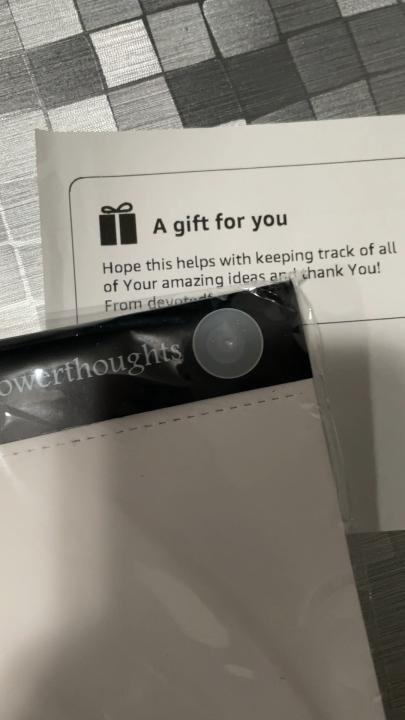 A gift for you
Hope this helps with keeping track of all
of Your amazing ideas and thank You!
From
owerthoughts